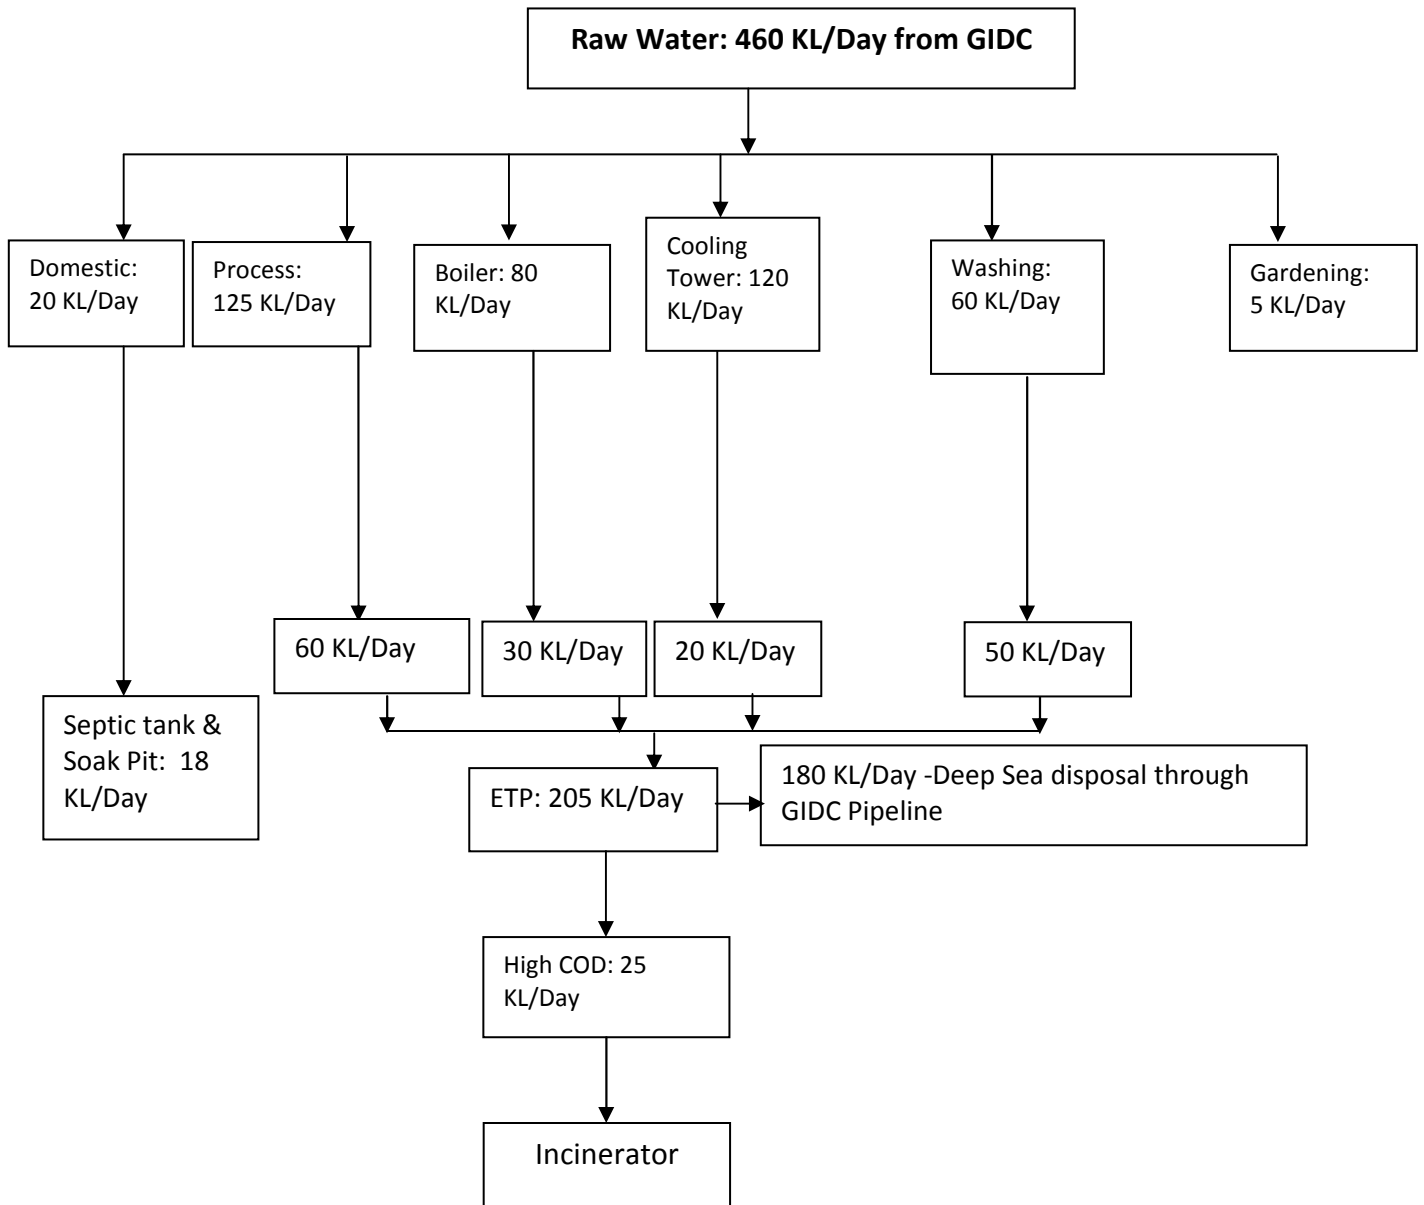 Raw Water: 460 KL/Day from GIDC
Domestic:
20 KL/Day
Process:
125 KL/Day
Boiler: 80
KL/Day
Cooling
Tower: 120
KL/Day
Washing:
60 KL/Day
Gardening:
5 KL/Day
60 KL/Day
30 KL/Day
20 KL/Day
50 KL/Day
Septic tank &
Soak Pit: 18
KL/Day
ETP: 205 KL/Day
180 KL/Day -Deep Sea disposal through
GIDC Pipeline
High COD: 25
KL/Day
Incinerator